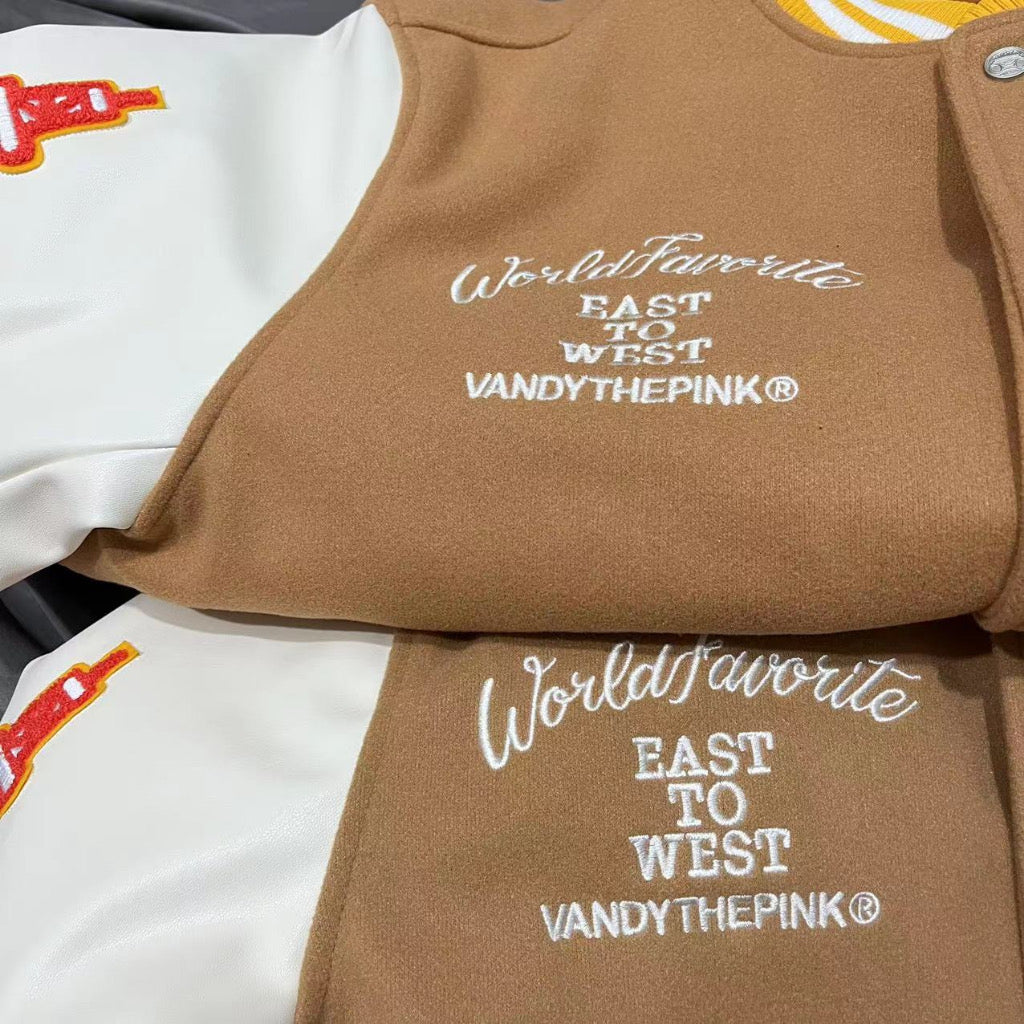 WorldFavorite
EAST
TO
WEST
VANDYTHEPINK®
WorldFavorite
EAST
TO
WEST
VANDYTHEPINK®